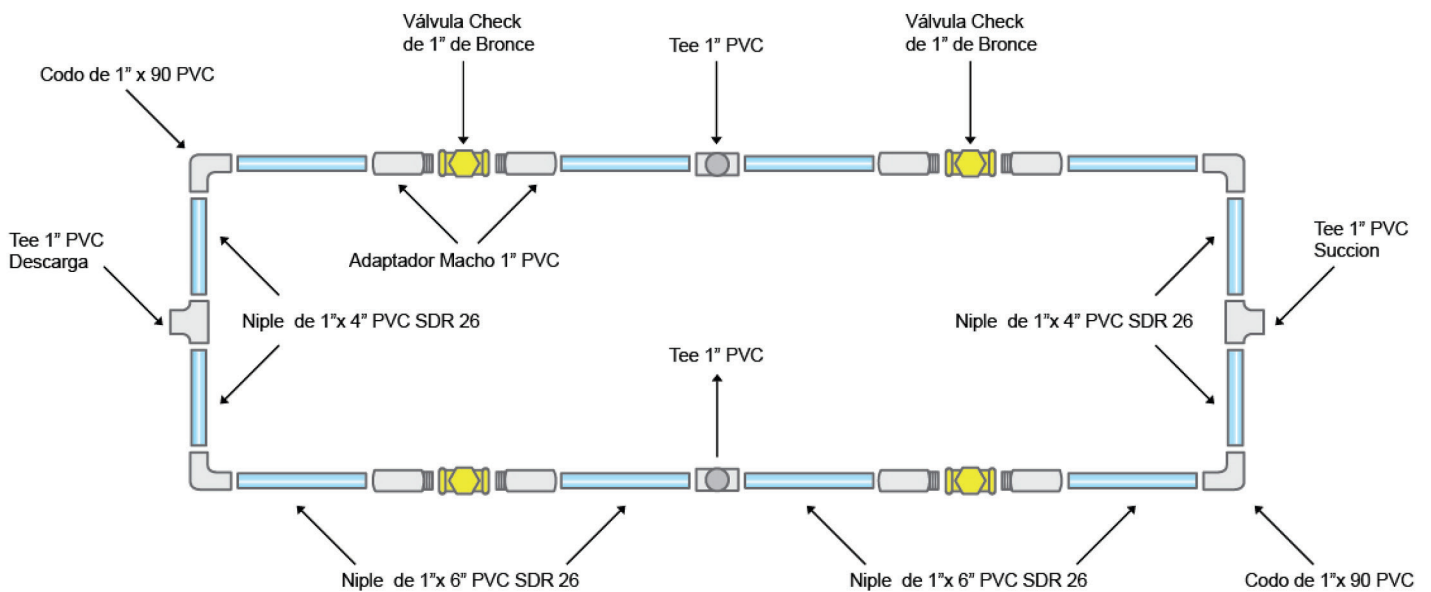 Válvula Check
de 1” de Bronce
Válvula Check
de 1” de Bronce
Tee 1” PVC
Codo de 1” x 90 PVC
Tee 1” PVC
Descarga
Adaptador Macho 1” PVC
Tee 1” PVC
Succion
Niple de 1”x 4” PVC SDR 26
Niple de 1”x 4” PVC SDR 26
Tee 1” PVC
Niple de 1”x 6” PVC SDR 26
Niple de 1”x 6” PVC SDR 26
Codo de 1”x 90 PVC